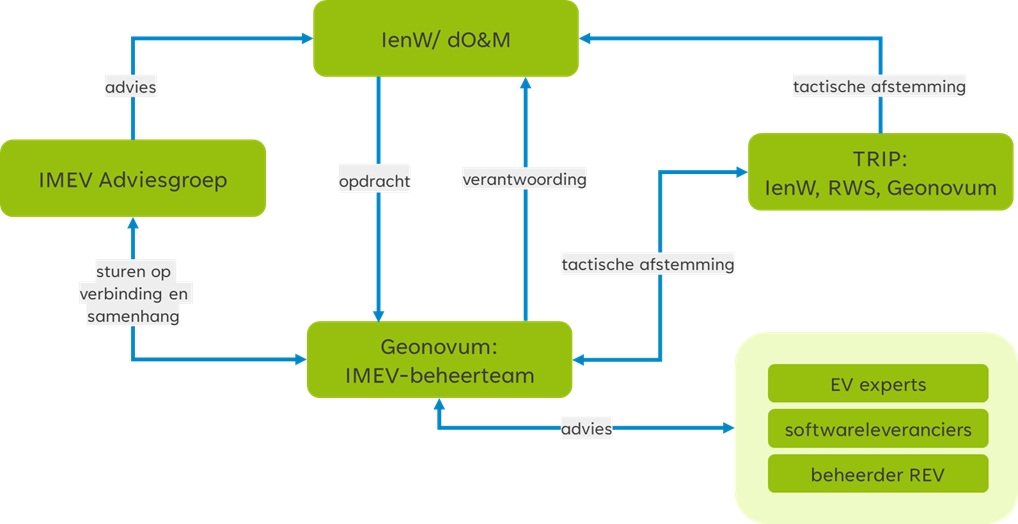 IenW/ dO&M
advies
tactische afstemming
IMEV Adviesgroep
opdracht
verantwoording
TRIP:
IenW, RWS, Geonovum
sturen op
verbinding en
samenhang
tactische afstemming
Geonovum:
IMEV-beheerteam
advies
EV experts
softwareleveranciers
beheerder REV